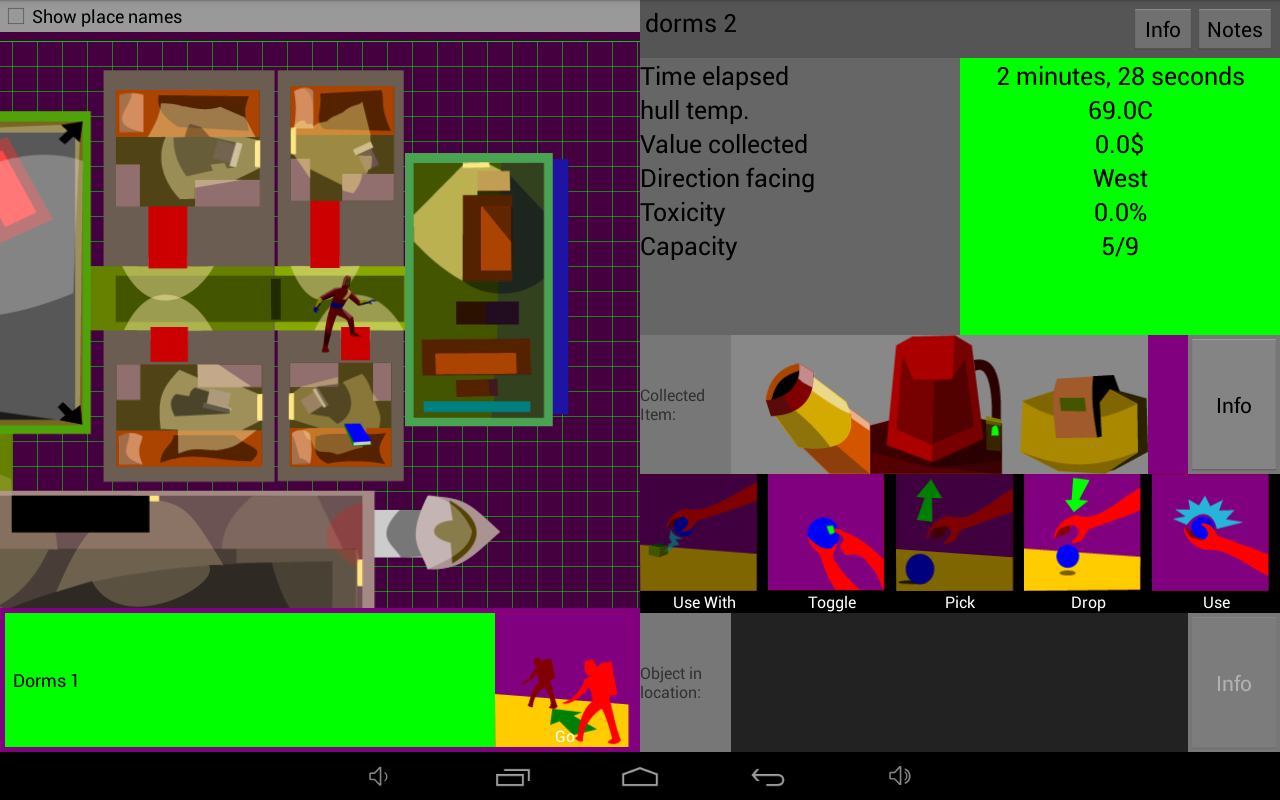 Show place names
dorms 2
Info
Notes
Time elapsed
2 minutes, 28 seconds
hull temp.
69.0C
Value collected
0.0$
Direction facing
West
Toxicity
0.0%
Capacity
5/9
Collected
Item:
Info
Use With
Toggle
Pick
Drop
Use
Dorms 1
Go
Object in
location:
Info